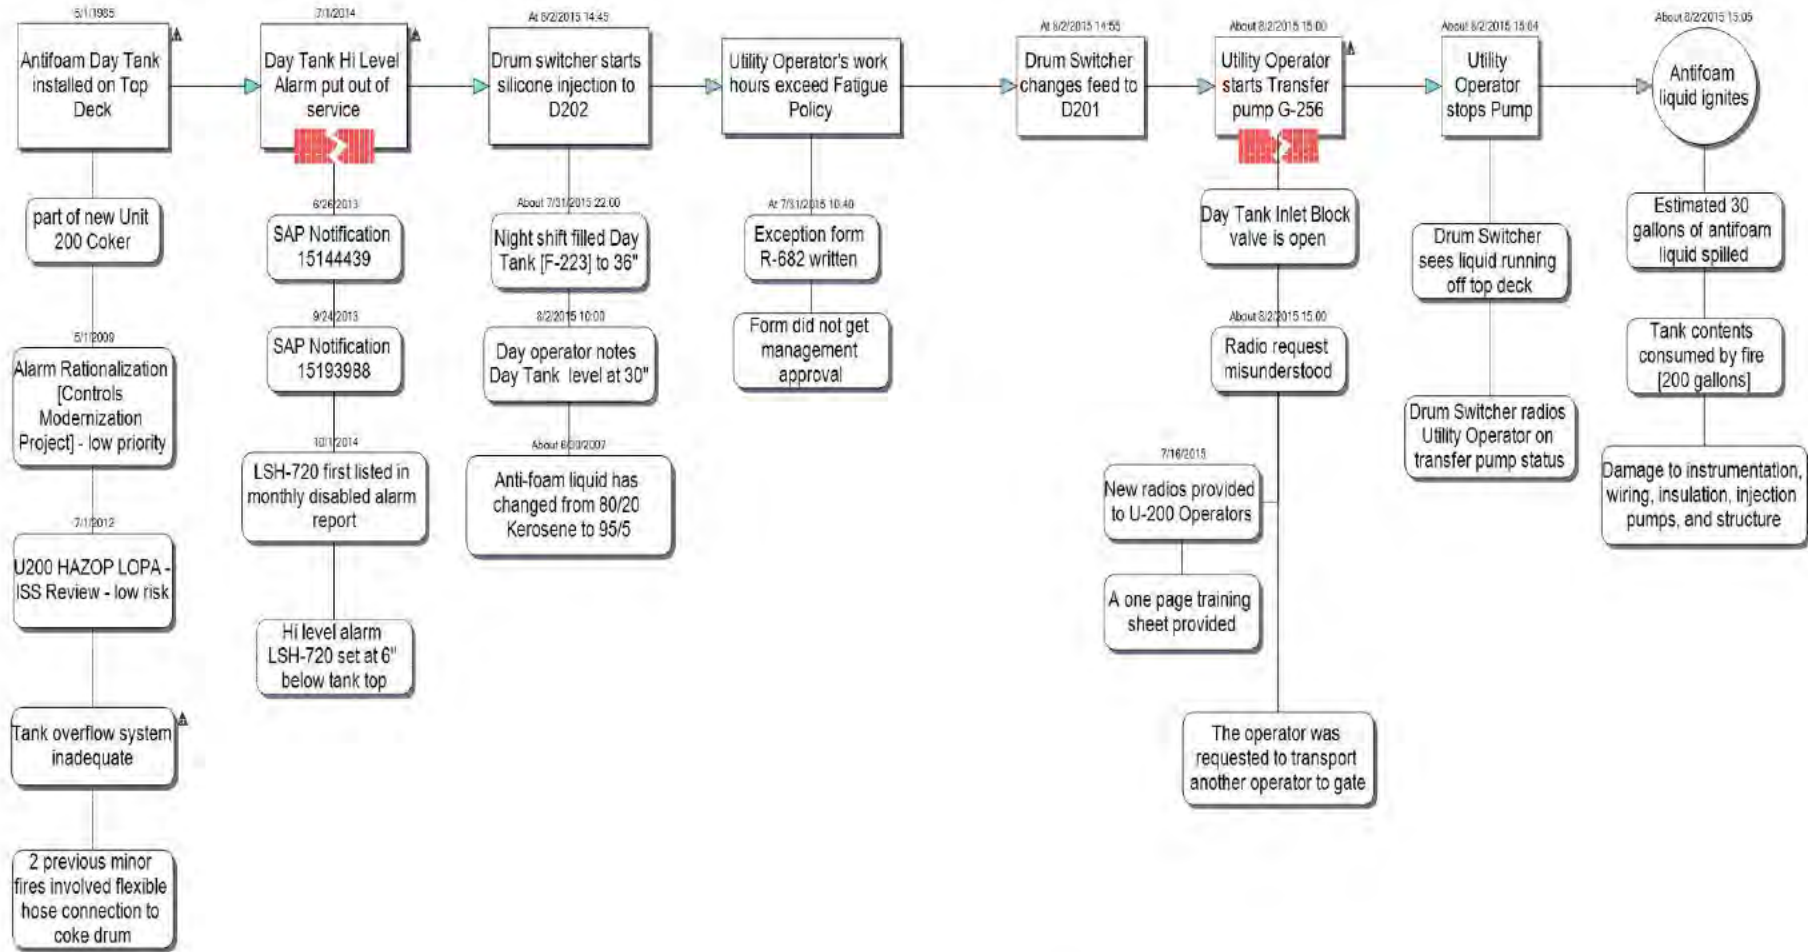 5/1/1985
Antifoam Day Tank
installed on Top
Deck
part of new Unit
200 Coker
5/1/2009
Alarm Rationalization
[Controls
Modernization
Project] - low priority
7/1/2012
U200 HAZOP LOPA -
ISS Review - low risk
Tank overflow system
inadequate
2 previous minor
fires involved flexible
hose connection to
coke drum
7/1/2014
Day Tank Hi Level
Alarm put out of
service
6/26/2013
SAP Notification
15144439
9/24/2013
SAP Notification
15193988
10/1/2014
LSH-720 first listed in
monthly disabled alarm
report
Hi level alarm
LSH-720 set at 6"
below tank top
At 8/2/2015 14:45
Drum switcher starts
silicone injection to
D202
About 7/31/2015 22:00
Night shift filled Day
Tank [F-223] to 36"
8/2/2015 10:00
Day operator notes
Day Tank level at 30"
About 6/30/2007
Anti-foam liquid has
changed from 80/20
Kerosene to 95/5
Utility Operator's work
hours exceed Fatigue
Policy
At 7/31/2015 10:40
Exception form
R-682 written
Form did not get
management
approval
At 8/2/2015 14:55
Drum Switcher
changes feed to
D201
About 8/2/2015 15:00
Utility Operator
starts Transfer
pump G-256
Day Tank Inlet Block
valve is open
About 8/2/2015 15:00
Radio request
misunderstood
7/16/2015
New radios provided
to U-200 Operators
A one page training
sheet provided
The operator was
requested to transport
another operator to gate
About 8/2/2015 15:04
Utility
Operator
stops Pump
Drum Switcher
sees liquid running
off top deck
Drum Switcher radios
Utility Operator on
transfer pump status
About 8/2/2015 15:05
Antifoam
liquid ignites
Estimated 30
gallons of antifoam
liquid spilled
Tank contents
consumed by fire
[200 gallons]
Damage to instrumentation,
wiring, insulation, injection
pumps, and structure